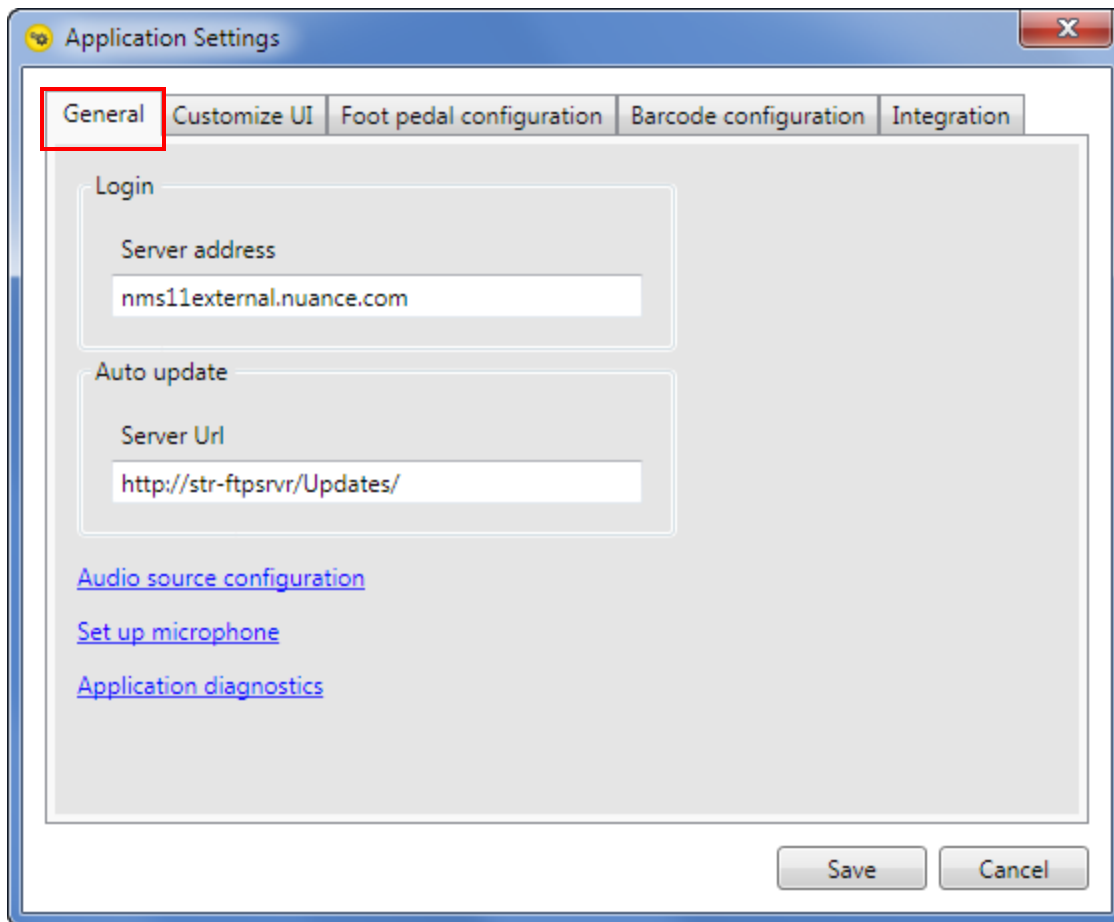 Application Settings
General Customize UI Foot pedal configuration Barcode configuration Integration
Login
Server address
nms11external.nuance.com
Auto update
Server Url
http://str-ftpsrvr/Updates/
Audio source configuration
Set up microphone
Application diagnostics
Save Cancel